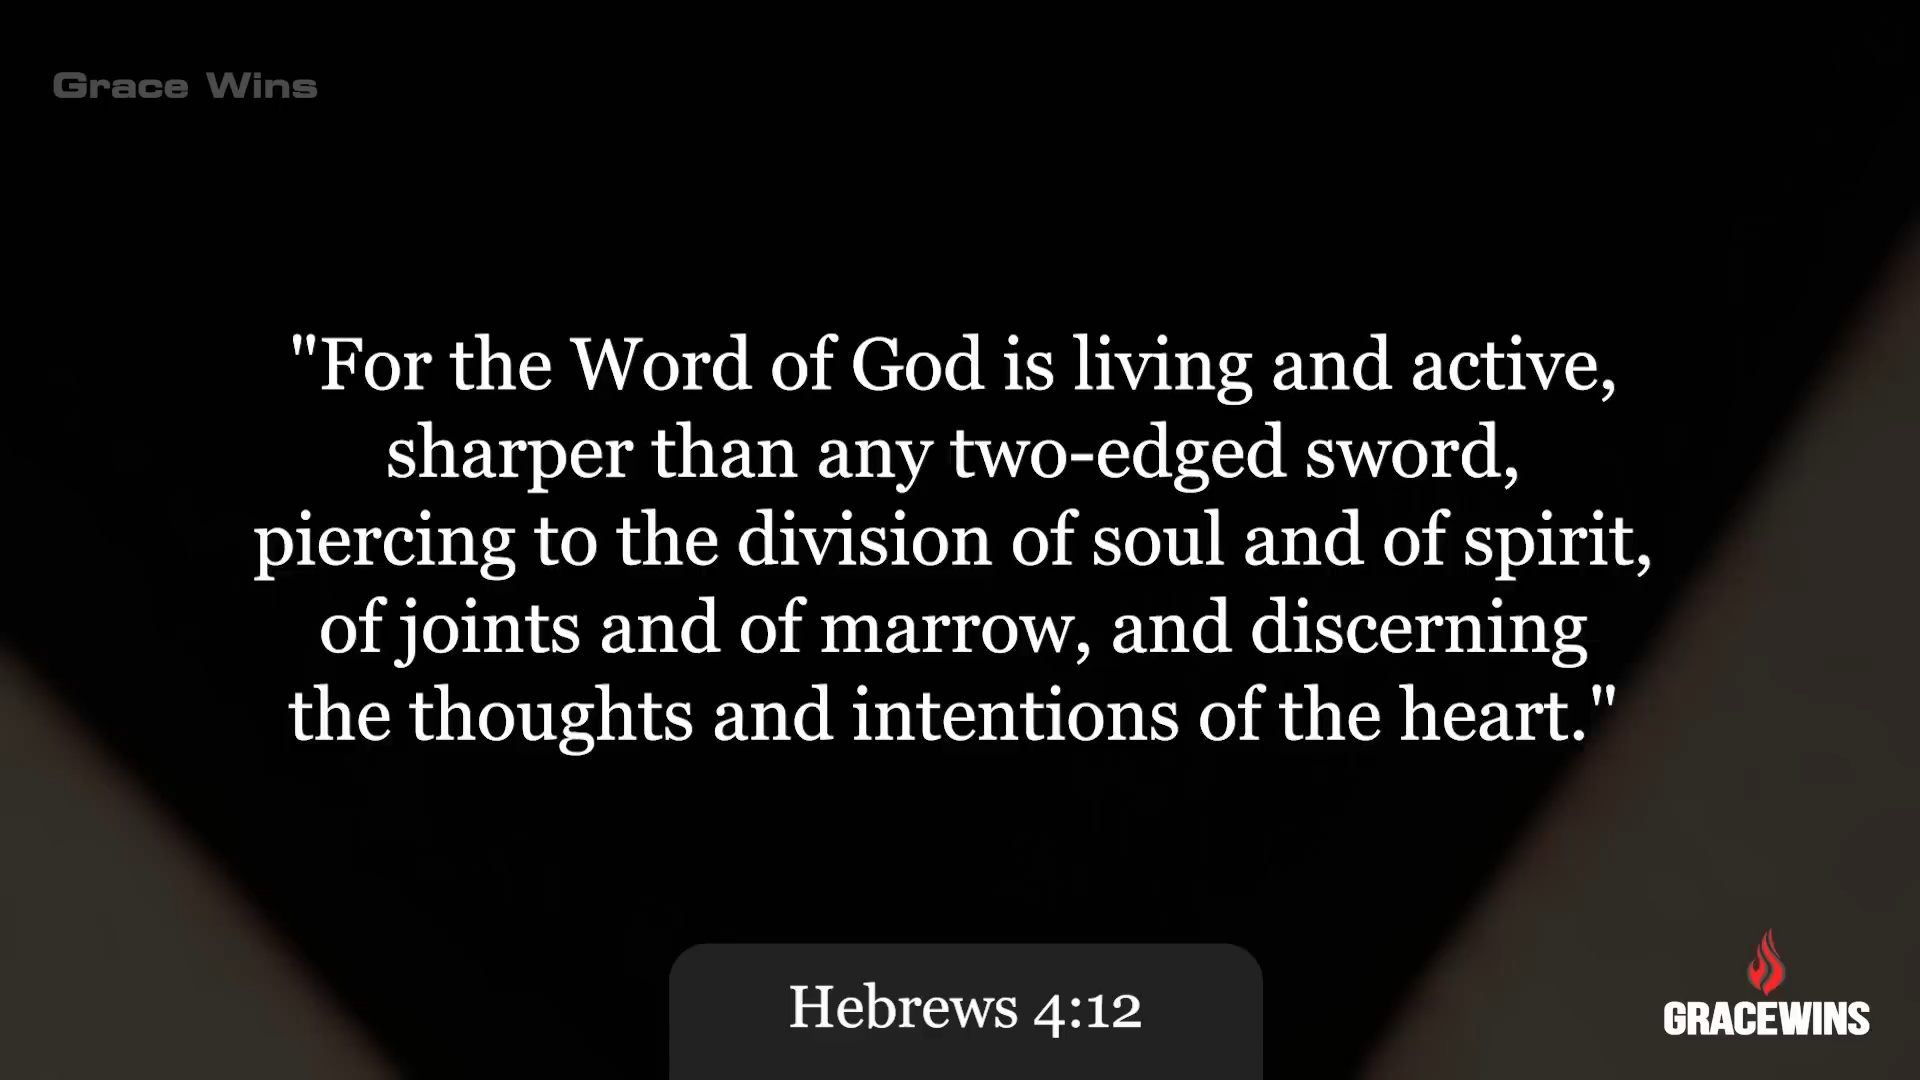 Grace Wins
"For the Word of God is living and active,
sharper than any two-edged sword,
piercing to the division of soul and of spirit,
of joints and of marrow, and discerning
the thoughts and intentions of the heart."
Hebrews 4:12
GRACEWINS